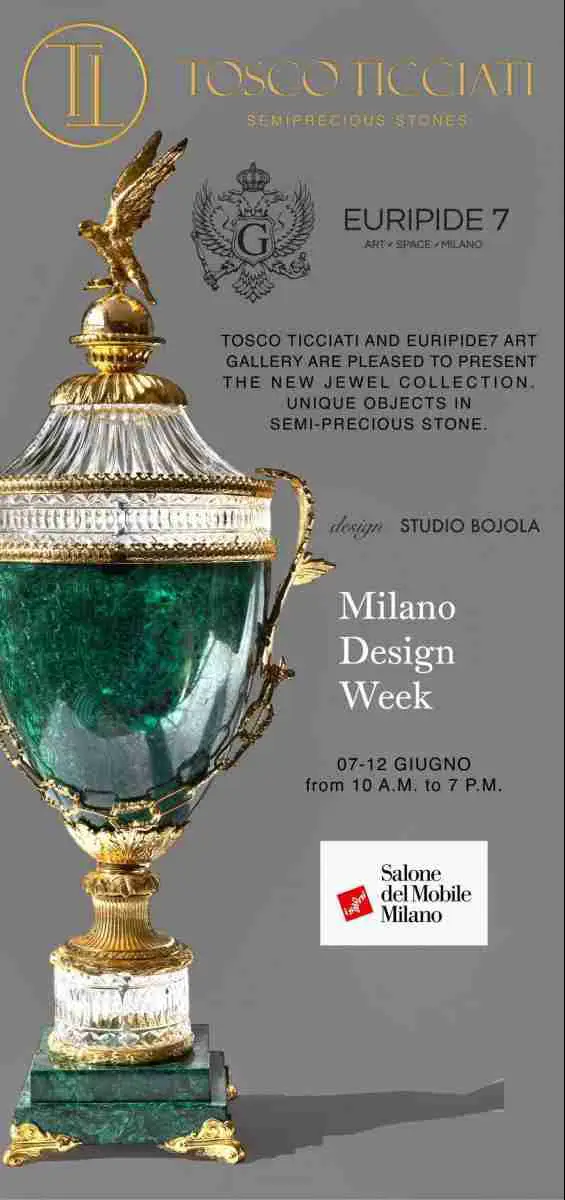 TL
TOSCO TICCIATI
SEMIPRECIOUS STONES
G
EURIPIDE 7
ART • SPACE • MILANO
TOSCO TICCIATI AND EURIPIDE7 ART
GALLERY ARE PLEASED TO PRESENT
THE NEW JEWEL COLLECTION.
UNIQUE OBJECTS IN
SEMI-PRECIOUS STONE.
design STUDIO BOJOLA
Milano
Design
Week
07-12 GIUGNO
from 10 A.M. to 7 P.M.
i saloni
Salone
del Mobile
Milano